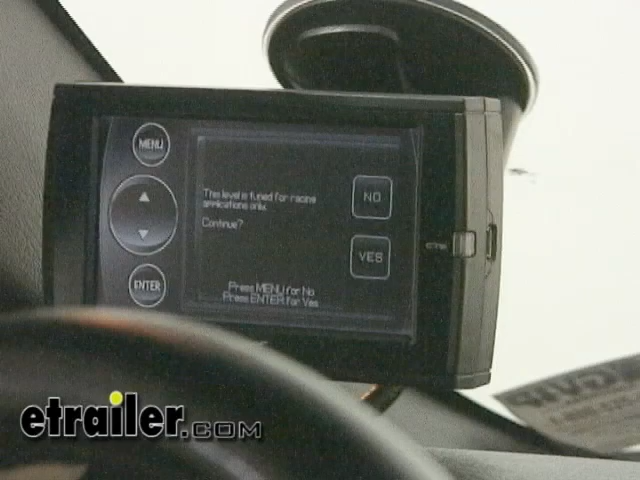 MENU
This level is tuned for racing
applications only.
Continue?
NO
YES
ENTER
Press MENU for No
Press ENTER for Yes
etrailer.com